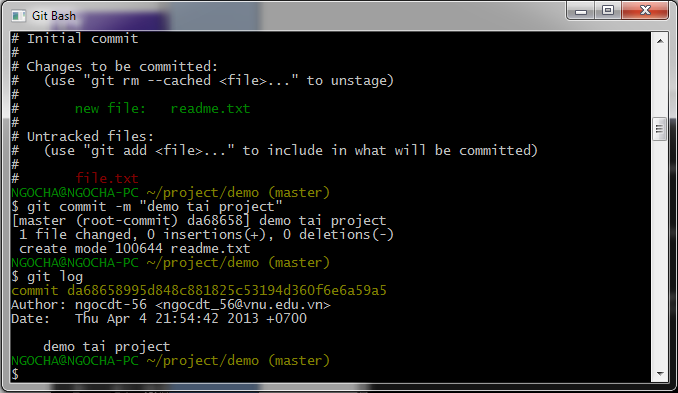 Git Bash
# Initial commit
#
# Changes to be committed:
#   (use "git rm --cached <file>..." to unstage)
#
#       new file:   readme.txt
#
# Untracked files:
#   (use "git add <file>..." to include in what will be committed)
#
#       file.txt
NGOCHA@NGOCHA-PC ~/project/demo (master)
$ git commit -m "demo tai project"
[master (root-commit) da68658] demo tai project
 1 file changed, 0 insertions(+), 0 deletions(-)
 create mode 100644 readme.txt
NGOCHA@NGOCHA-PC ~/project/demo (master)
$ git log
commit da68658995d848c881825c53194d360f6e6a59a5
Author: ngocdt-56 <ngocdt_56@vnu.edu.vn>
Date:   Thu Apr 4 21:54:42 2013 +0700

    demo tai project
NGOCHA@NGOCHA-PC ~/project/demo (master)
$